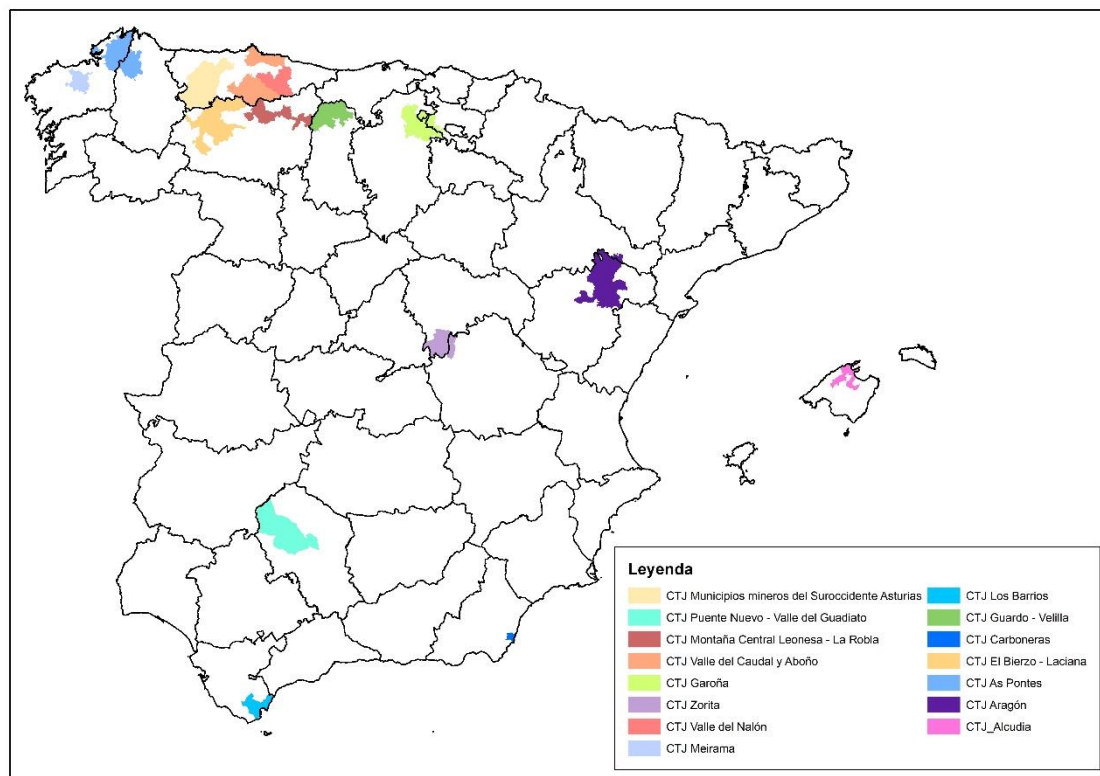 Leyenda
CTJ Municipios mineros del Suroccidente Asturias
CTJ Puente Nuevo - Valle del Guadiato
CTJ Montaña Central Leonesa - La Robla
CTJ Valle del Caudal y Aboño
CTJ Garoña
CTJ Zorita
CTJ Valle del Nalón
CTJ Meirama
CTJ Los Barrios
CTJ Guardo - Velilla
CTJ Carboneras
CTJ El Bierzo - Laciana
CTJ As Pontes
CTJ Aragón
CTJ_Alcudia